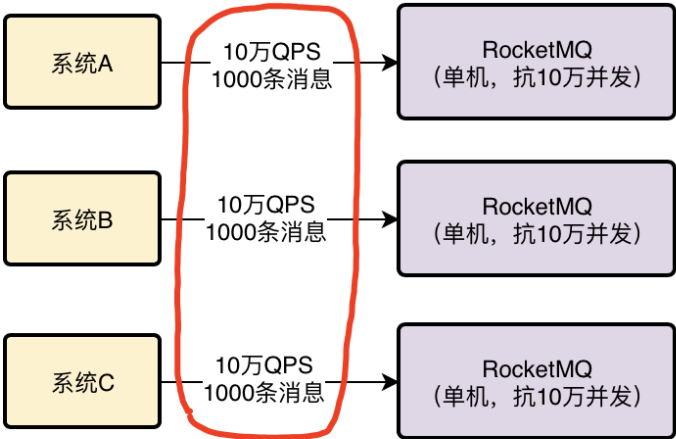 系统A
10万QPS
1000条消息
RocketMQ
（单机，抗10万并发）
系统B
10万QPS
1000条消息
RocketMQ
（单机，抗10万并发）
系统C
10万QPS
1000条消息
RocketMQ
（单机，抗10万并发）